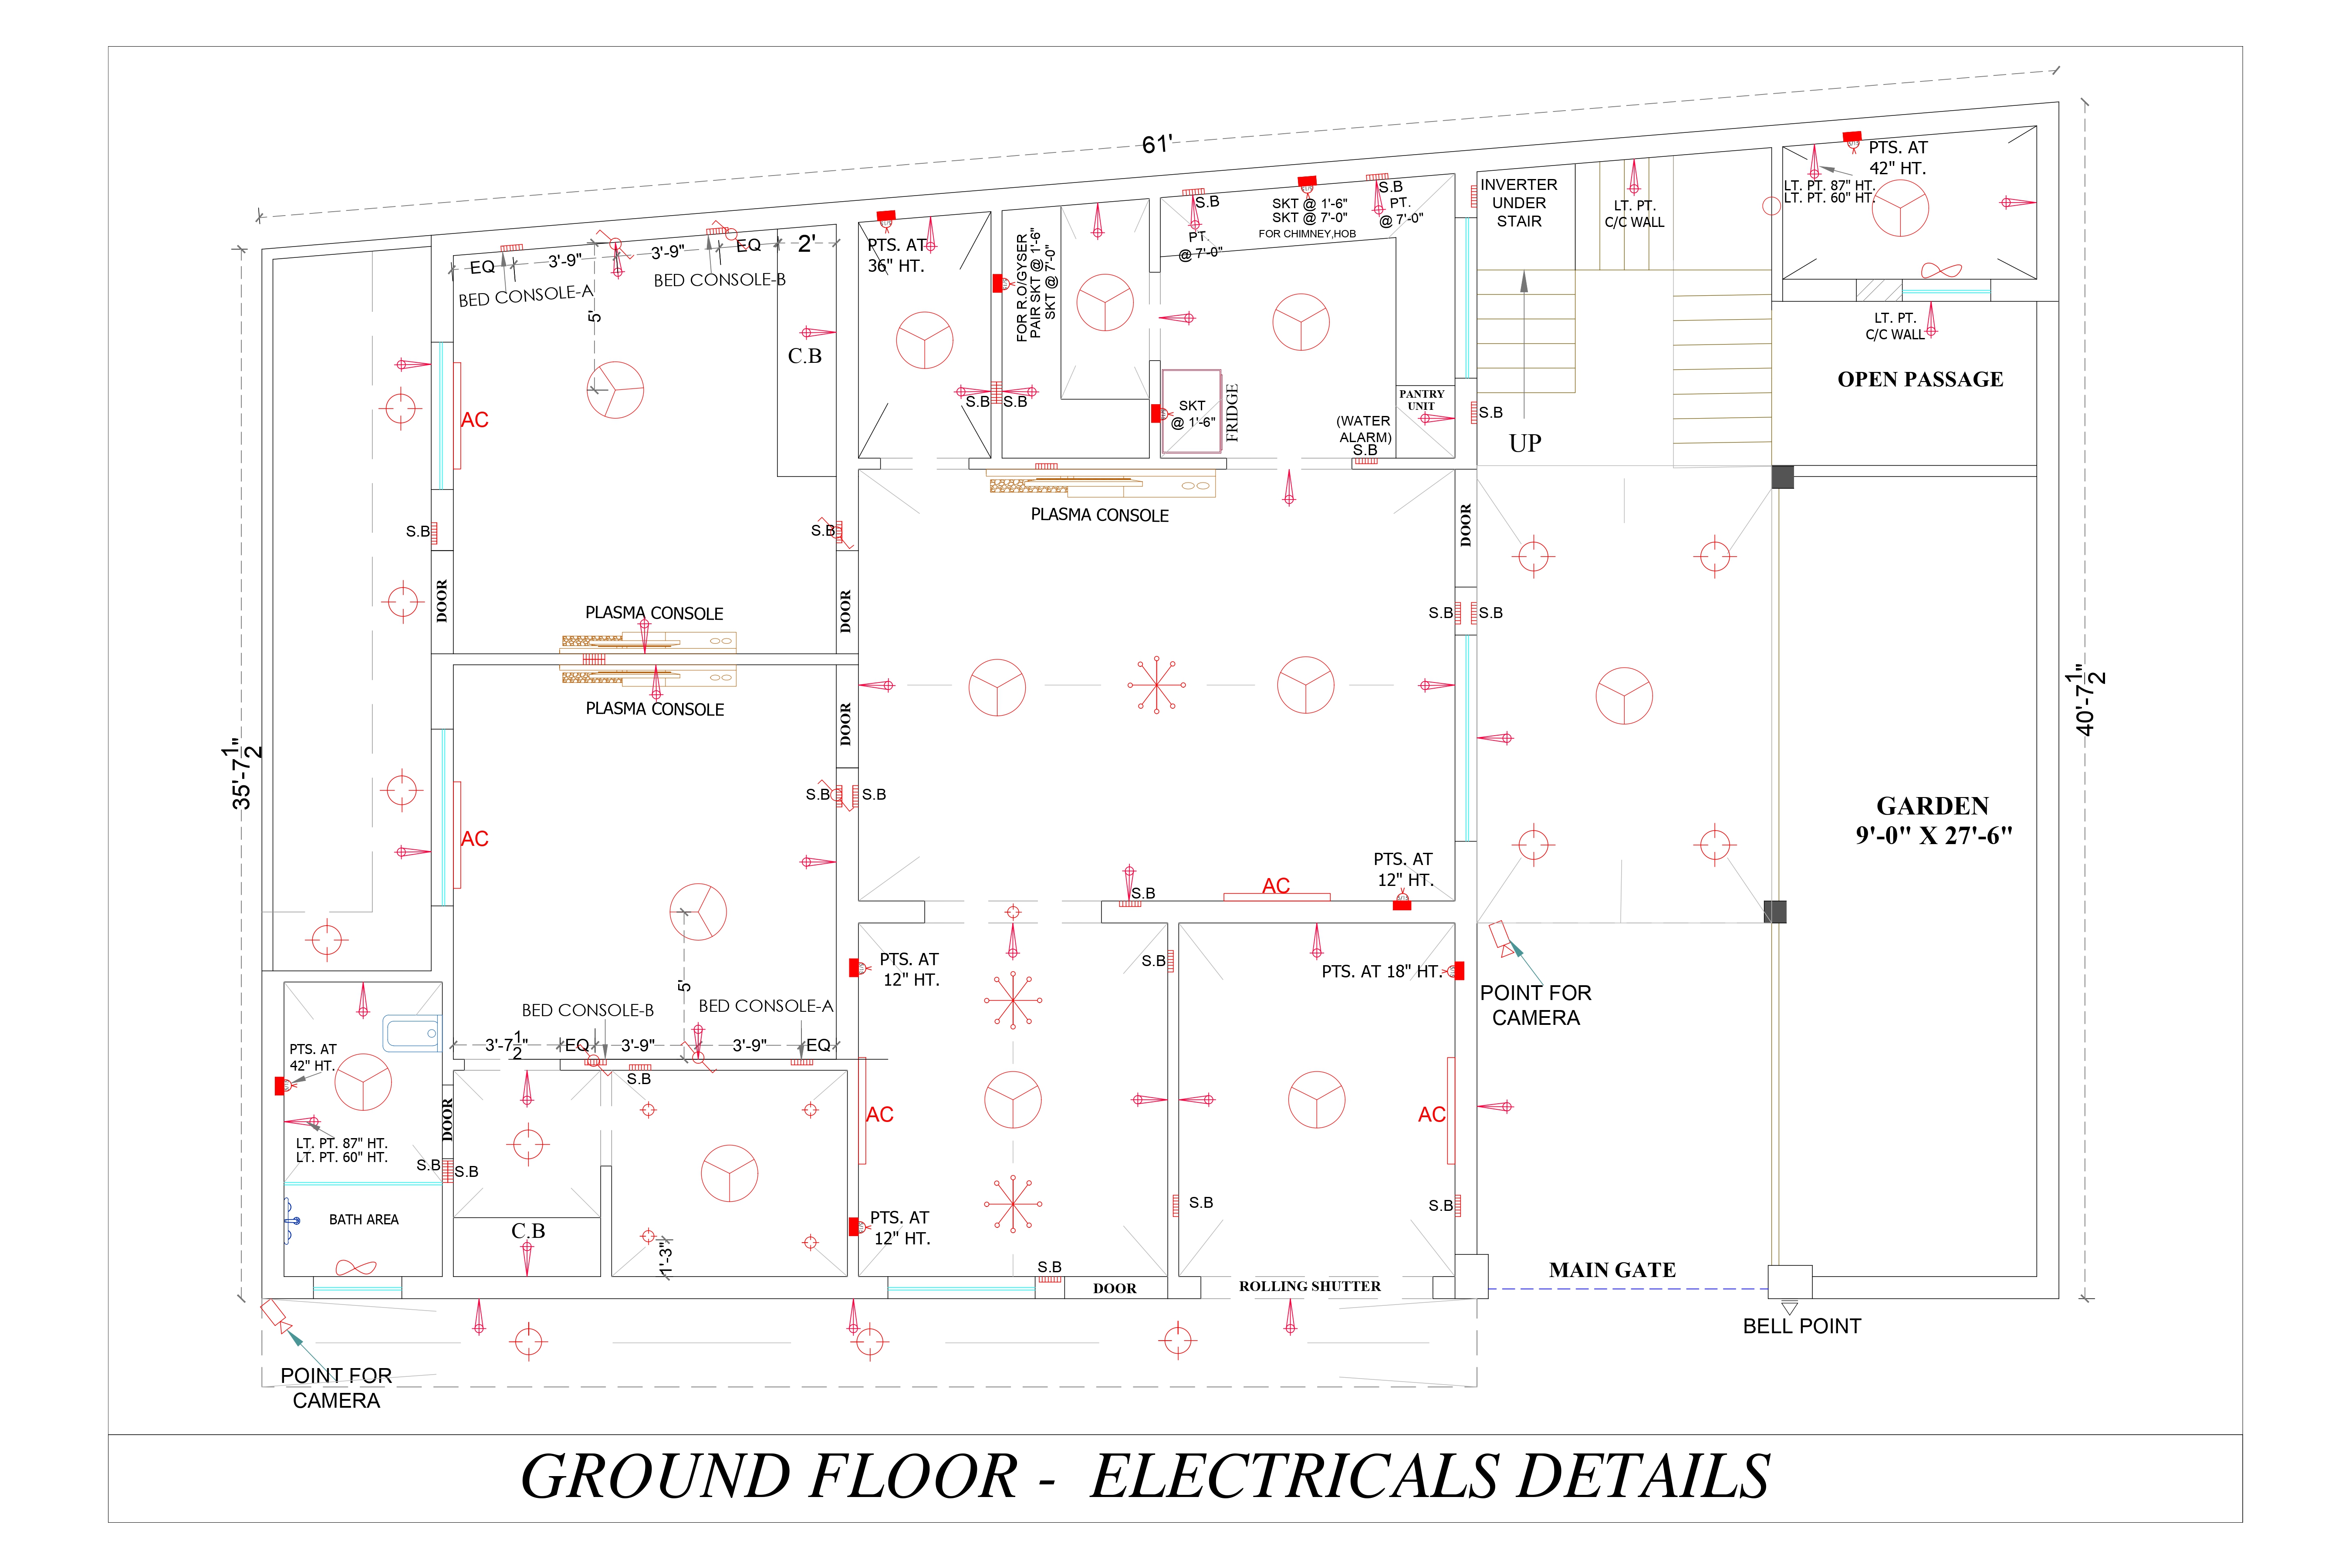 61'
PTS. AT
42" HT.
LT. PT. 87" HT.
LT. PT. 60" HT.
INVERTER
UNDER
STAIR
LT. PT.
C/C WALL
S.B
PT.
@ 7'-0"
SKT @ 1'-6"
SKT @ 7'-0"
FOR CHIMNEY,HOB
S.B
PT.
@ 7'-0"
FOR R.O/GYSER
PAIR SKT @ 1'-6"
SKT @ 7'-0"
PTS. AT
36" HT.
2'
EQ
3'-9"
3'-9"
EQ
BED CONSOLE-A
BED CONSOLE-B
5'
C.B
LT. PT.
C/C WALL
OPEN PASSAGE
AC
S.B
S.B
SKT
@ 1'-6"
FRIDGE
PANTRY
UNIT
(WATER
ALARM)
S.B
S.B
UP
S.B
S.B
PLASMA CONSOLE
DOOR
DOOR
DOOR
PLASMA CONSOLE
S.B
S.B
40'-7 1/2"
PLASMA CONSOLE
DOOR
35'-7 1/2"
S.B
S.B
GARDEN
9'-0" X 27'-6"
AC
PTS. AT
12" HT.
AC
S.B
PTS. AT
12" HT.
S.B
PTS. AT 18" HT.
POINT FOR
CAMERA
5'
BED CONSOLE-B
BED CONSOLE-A
3'-7 1/2"
EQ
3'-9"
3'-9"
EQ
PTS. AT
42" HT.
S.B
DOOR
AC
AC
LT. PT. 87" HT.
LT. PT. 60" HT.
S.B
S.B
S.B
S.B
BATH AREA
C.B
PTS. AT
12" HT.
1'-3"
S.B
DOOR
ROLLING SHUTTER
MAIN GATE
BELL POINT
POINT FOR
CAMERA
GROUND FLOOR - ELECTRICALS DETAILS